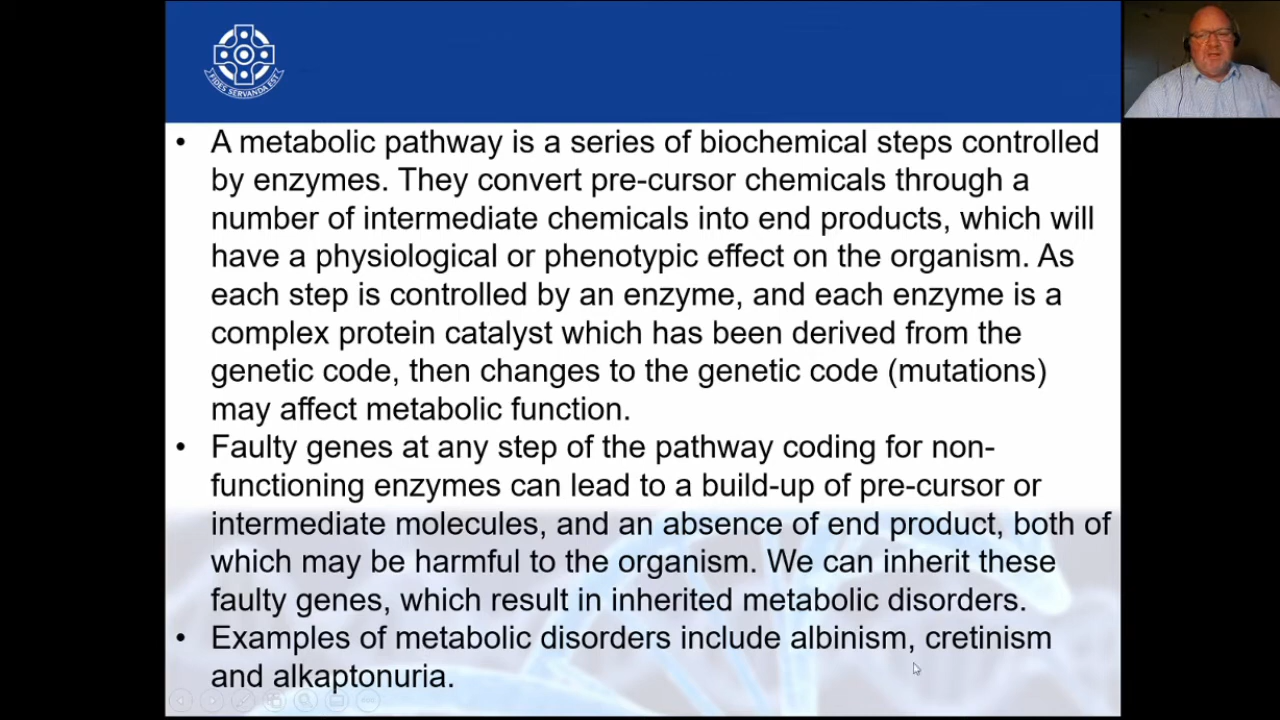 FIDES SERVANDA EST
• A metabolic pathway is a series of biochemical steps controlled
by enzymes. They convert pre-cursor chemicals through a
number of intermediate chemicals into end products, which will
have a physiological or phenotypic effect on the organism. As
each step is controlled by an enzyme, and each enzyme is a
complex protein catalyst which has been derived from the
genetic code, then changes to the genetic code (mutations)
may affect metabolic function.
• Faulty genes at any step of the pathway coding for non-
functioning enzymes can lead to a build-up of pre-cursor or
intermediate molecules, and an absence of end product, both of
which may be harmful to the organism. We can inherit these
faulty genes, which result in inherited metabolic disorders.
• Examples of metabolic disorders include albinism, cretinism
and alkaptonuria.